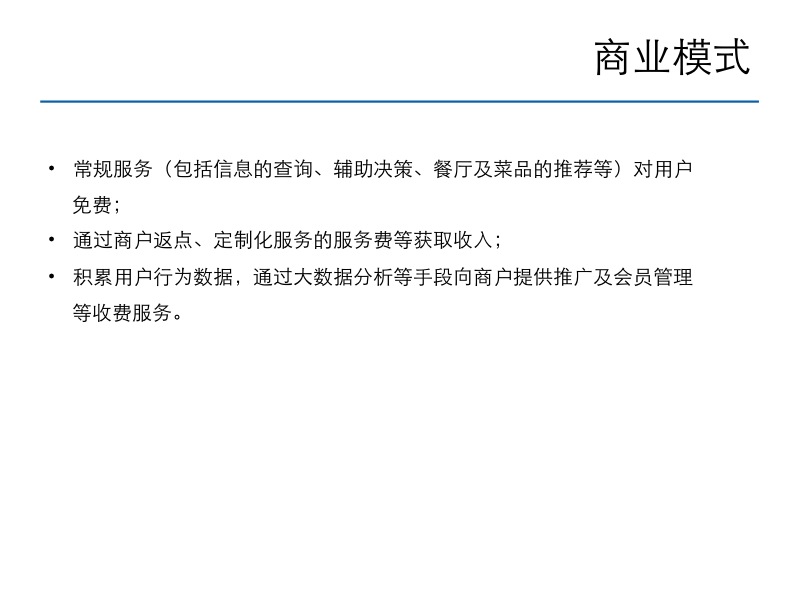 商业模式
• 常规服务（包括信息的查询、辅助决策、餐厅及菜品的推荐等）对用户
免费；
• 通过商户返点、定制化服务的服务费等获取收入；
• 积累用户行为数据，通过大数据分析等手段向商户提供推广及会员管理
等收费服务。